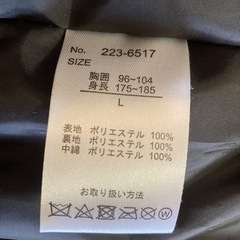 No. 223-6517
SIZE
胸囲 96~104
身長 175~185
L
表地 ポリエステル 100%
裏地 ポリエステル 100%
中綿 ポリエステル 100%
お取り扱い方法